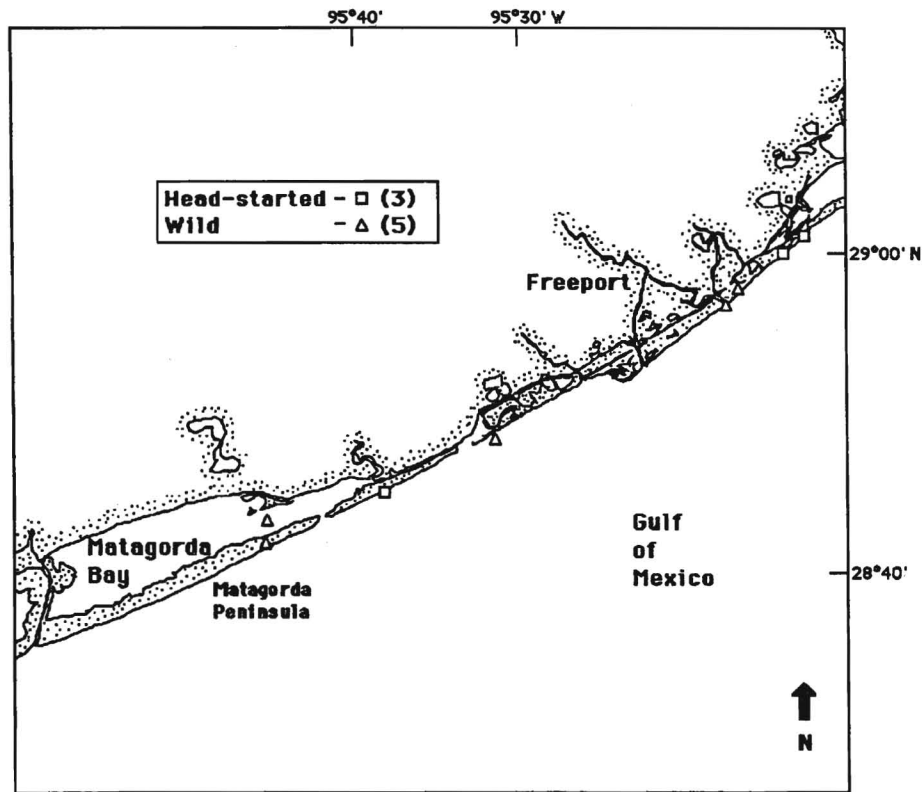 95°40' 95°30' W
Head-started - □ (3)
Wild - △ (5)
29°00' N
Freeport
Gulf
of
Mexico
Matagorda
Bay
28°40'
Matagorda
Peninsula
N